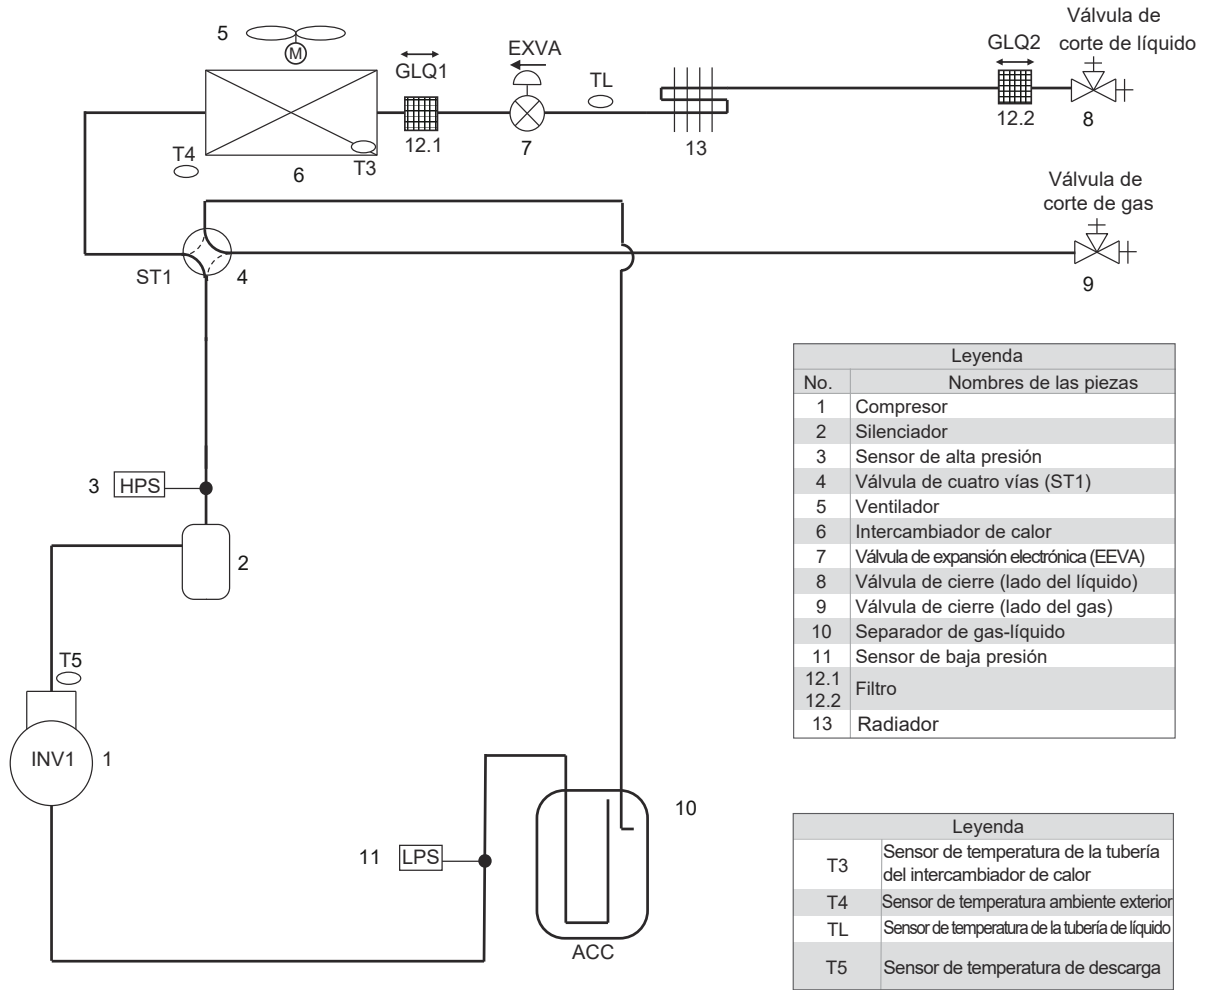 Válvula de
corte de líquido
5
M
EXVA
GLQ1
TL
GLQ2
12.1
7
13
12.2
8
T4
T3
6
Válvula de
corte de gas
ST1
4
9
3 HPS
2
T5
INV1 1
10
11 LPS
ACC
Leyenda
No. Nombres de las piezas
1 Compresor
2 Silenciador
3 Sensor de alta presión
4 Válvula de cuatro vías (ST1)
5 Ventilador
6 Intercambiador de calor
7 Válvula de expansión electrónica (EEVA)
8 Válvula de cierre (lado del líquido)
9 Válvula de cierre (lado del gas)
10 Separador de gas-líquido
11 Sensor de baja presión
12.1
12.2 Filtro
13 Radiador
Leyenda
T3 Sensor de temperatura de la tubería
del intercambiador de calor
T4 Sensor de temperatura ambiente exterior
TL Sensor de temperatura de la tubería de líquido
T5 Sensor de temperatura de descarga